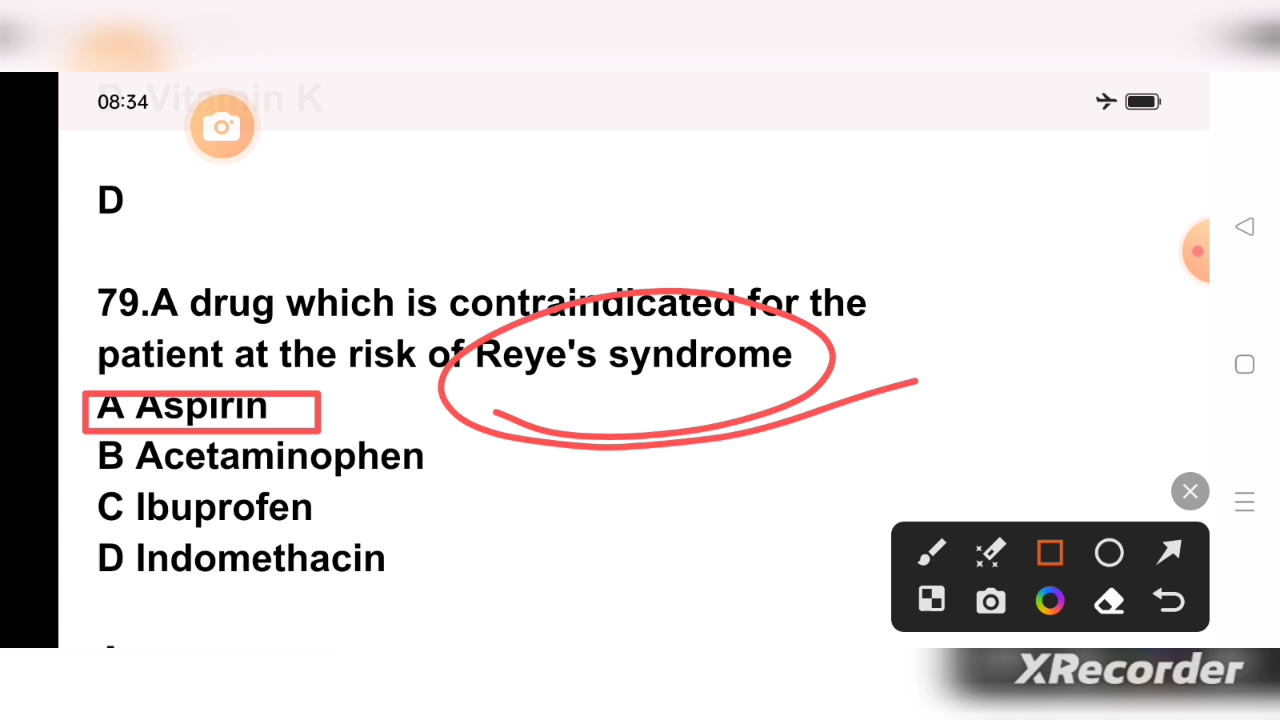 08:34
Vitamin K
D
79.A drug which is contraindicated for the
patient at the risk of Reye's syndrome
A Aspirin
B Acetaminophen
C Ibuprofen
D Indomethacin
XRecorder